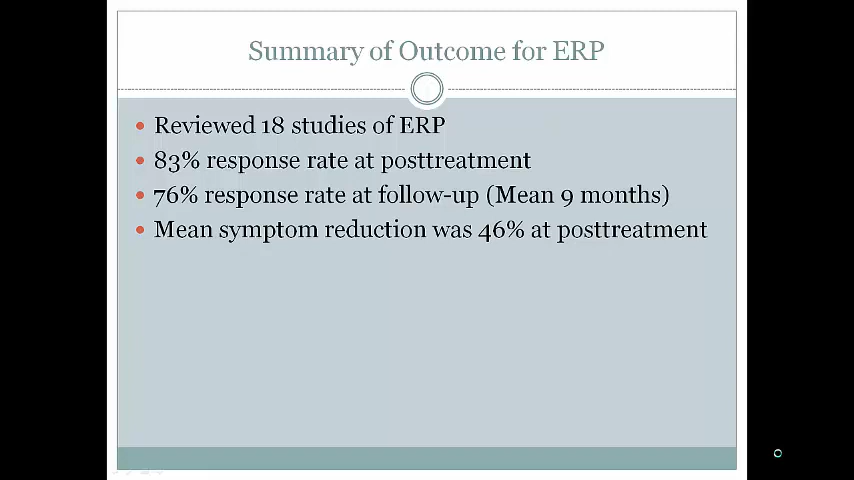 Summary of Outcome for ERP
Reviewed 18 studies of ERP
83% response rate at posttreatment
76% response rate at follow-up (Mean 9 months)
Mean symptom reduction was 46% at posttreatment